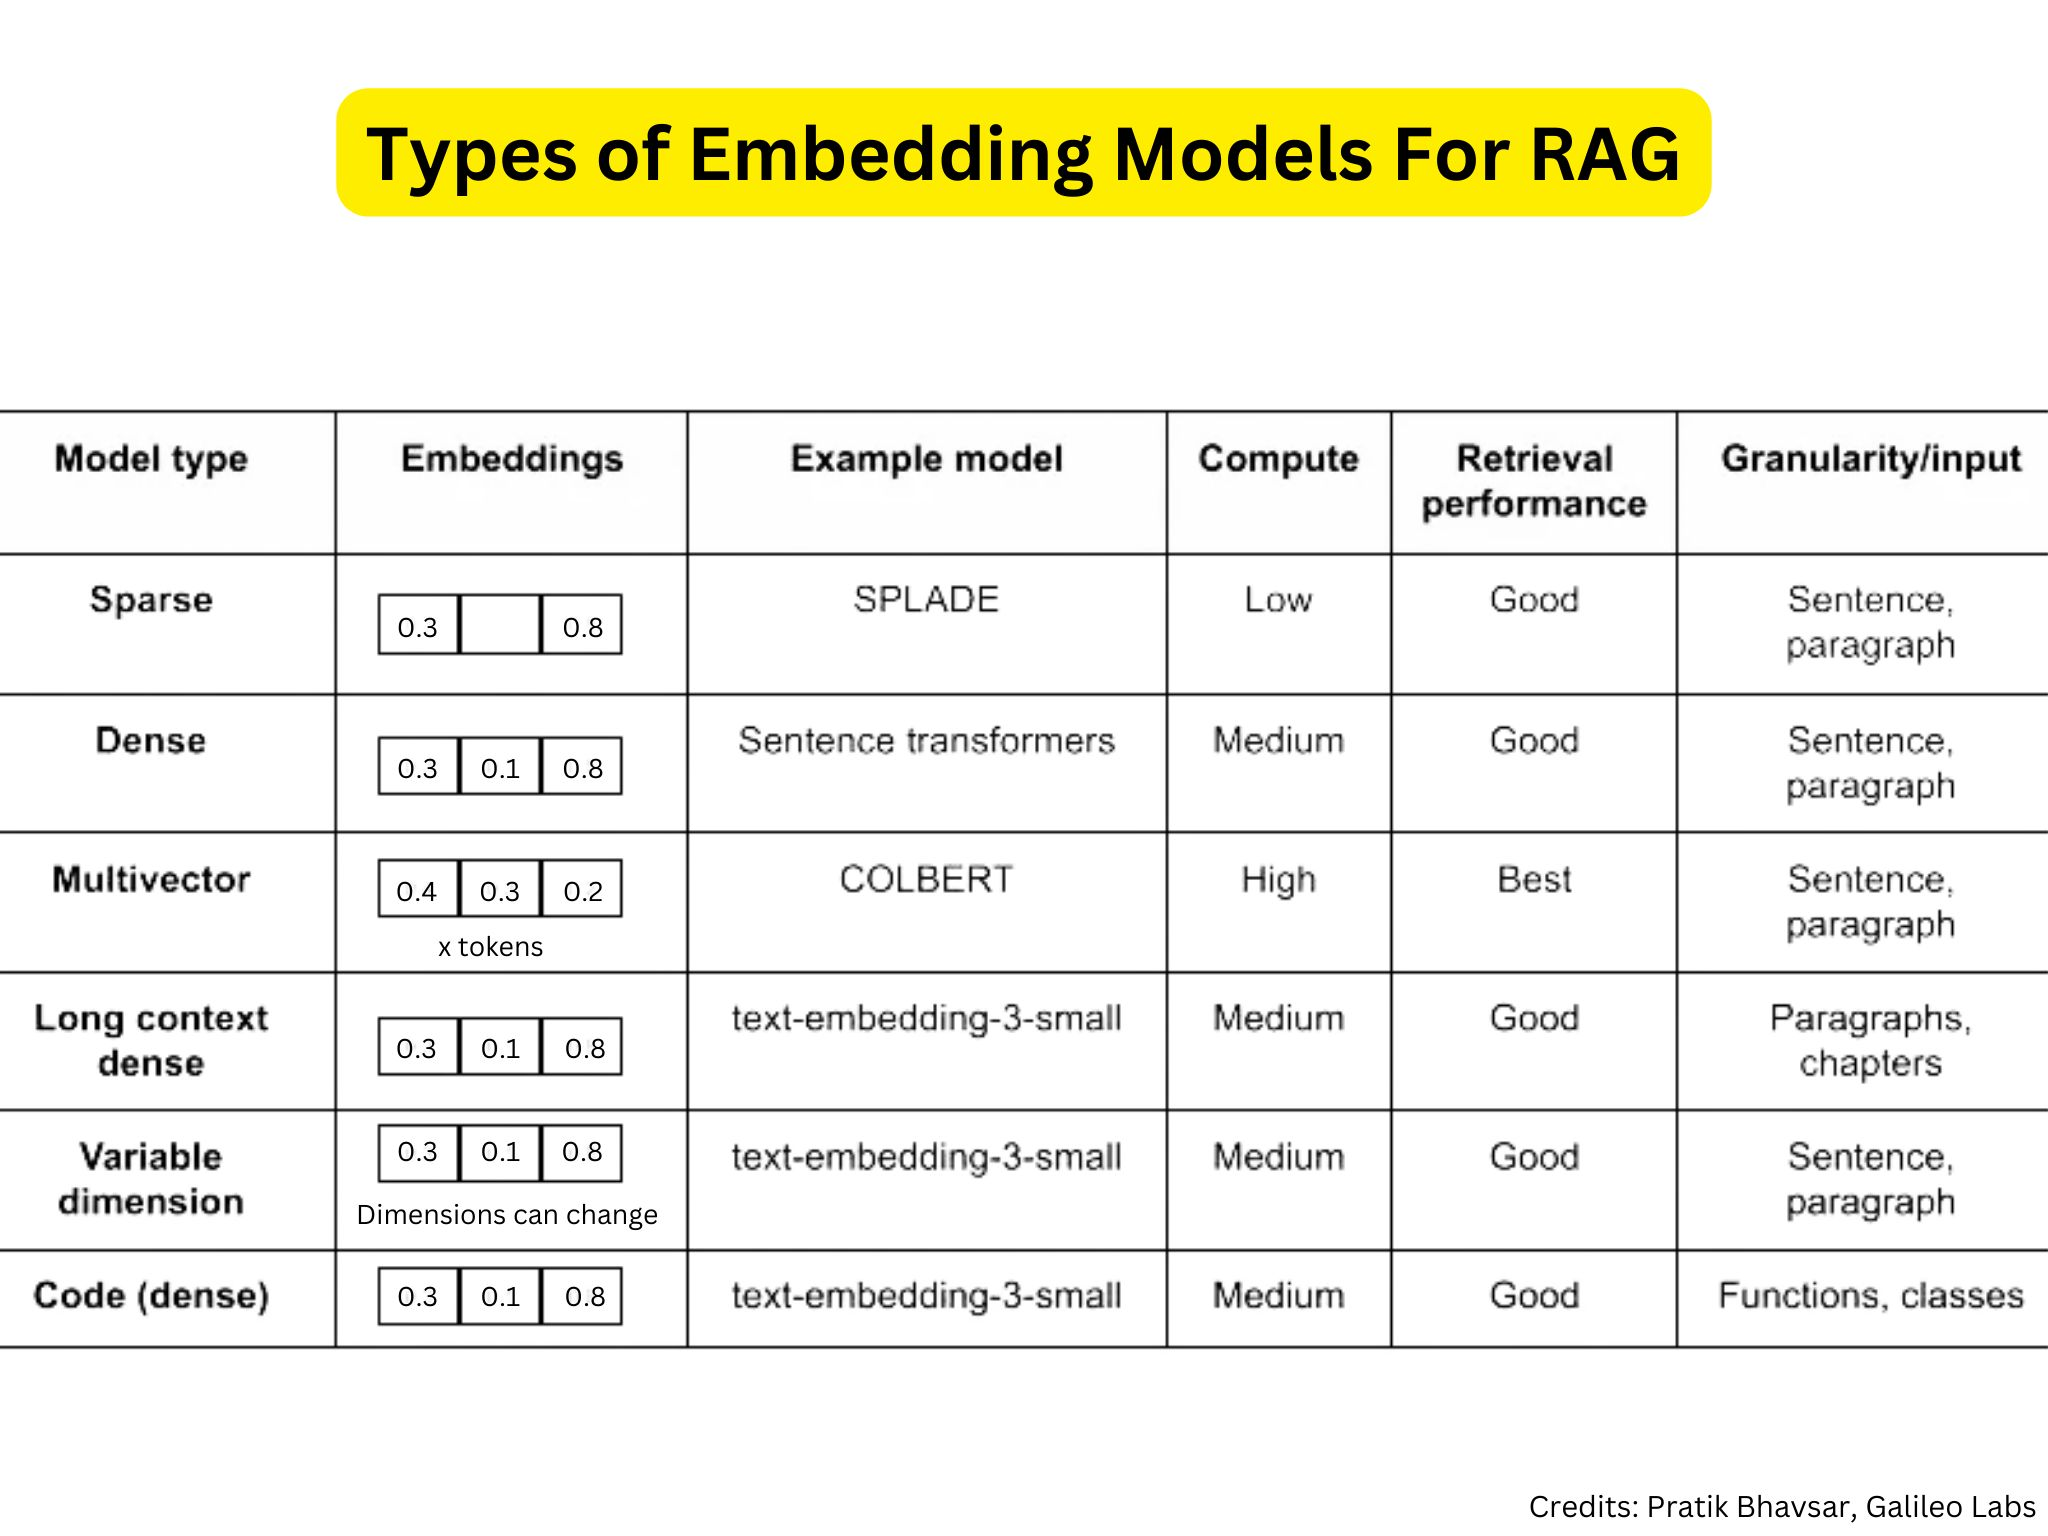 Types of Embedding Models For RAG
Model type
Embeddings
Example model
Compute
Retrieval
performance
Granularity/input
Sparse
0.3
0.8
SPLADE
Low
Good
Sentence,
paragraph
Dense
0.3 0.1 0.8
Sentence transformers
Medium
Good
Sentence,
paragraph
Multivector
0.4 0.3 0.2
x tokens
COLBERT
High
Best
Sentence,
paragraph
Long context
dense
0.3 0.1 0.8
text-embedding-3-small
Medium
Good
Paragraphs,
chapters
Variable
dimension
0.3 0.1 0.8
Dimensions can change
text-embedding-3-small
Medium
Good
Sentence,
paragraph
Code (dense)
0.3 0.1 0.8
text-embedding-3-small
Medium
Good
Functions, classes
Credits: Pratik Bhavsar, Galileo Labs